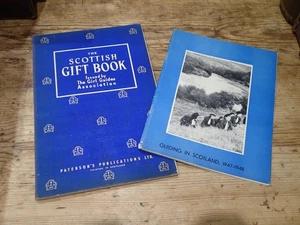 THE
SCOTTISH
GIFT BOOK
Issued by
The Girl Guides
Association
PATERSON'S PUBLICATIONS LTD.
GUIDING IN SCOTLAND, 1947-1948